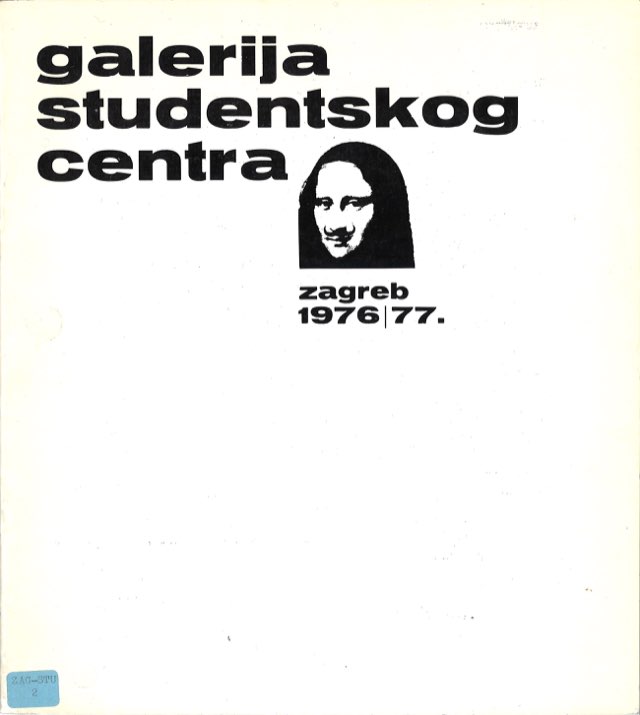 galerija
studentskog
centra
zagreb
1976|77.
ZAG-STU
2